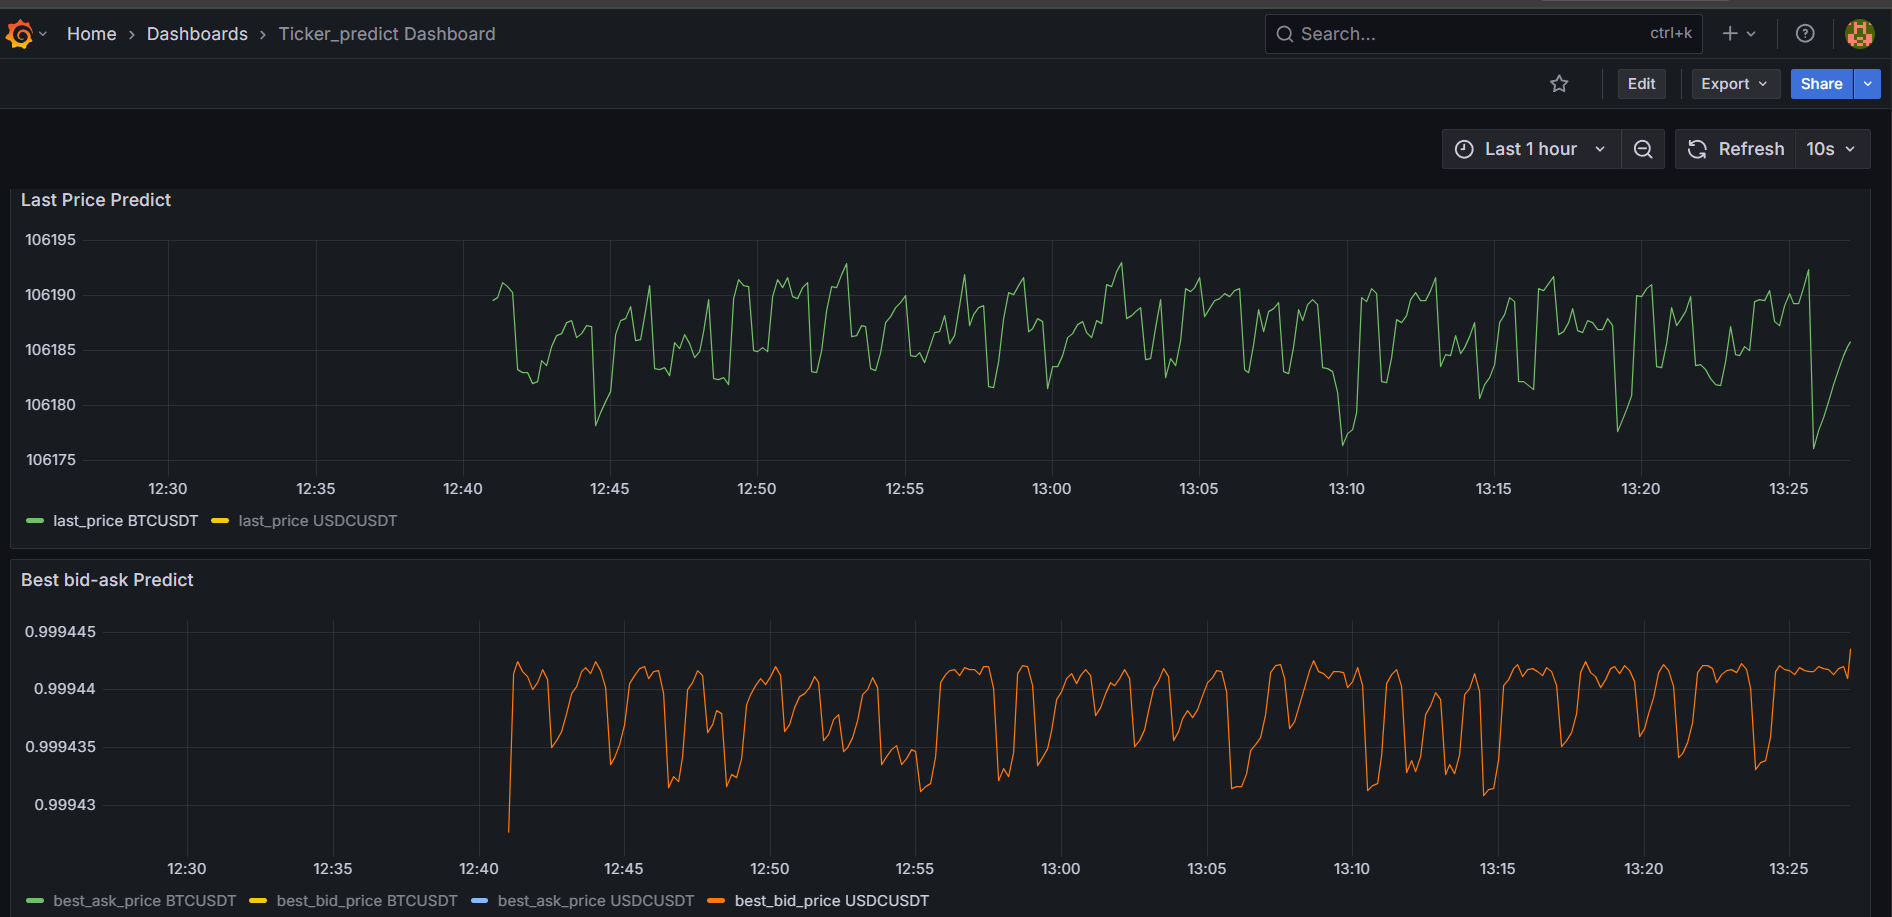 Home › Dashboards › Ticker_predict Dashboard Search... ctrl+k
Edit Export Share
Last 1 hour Refresh 10s
Last Price Predict
106195
106190
106185
106180
106175
12:30 12:35 12:40 12:45 12:50 12:55 13:00 13:05 13:10 13:15 13:20 13:25
last_price BTCUSDT last_price USDCUSDT
Best bid-ask Predict
0.999445
0.99944
0.999435
0.99943
12:30 12:35 12:40 12:45 12:50 12:55 13:00 13:05 13:10 13:15 13:20 13:25
best_ask_price BTCUSDT best_bid_price BTCUSDT best_ask_price USDCUSDT best_bid_price USDCUSDT